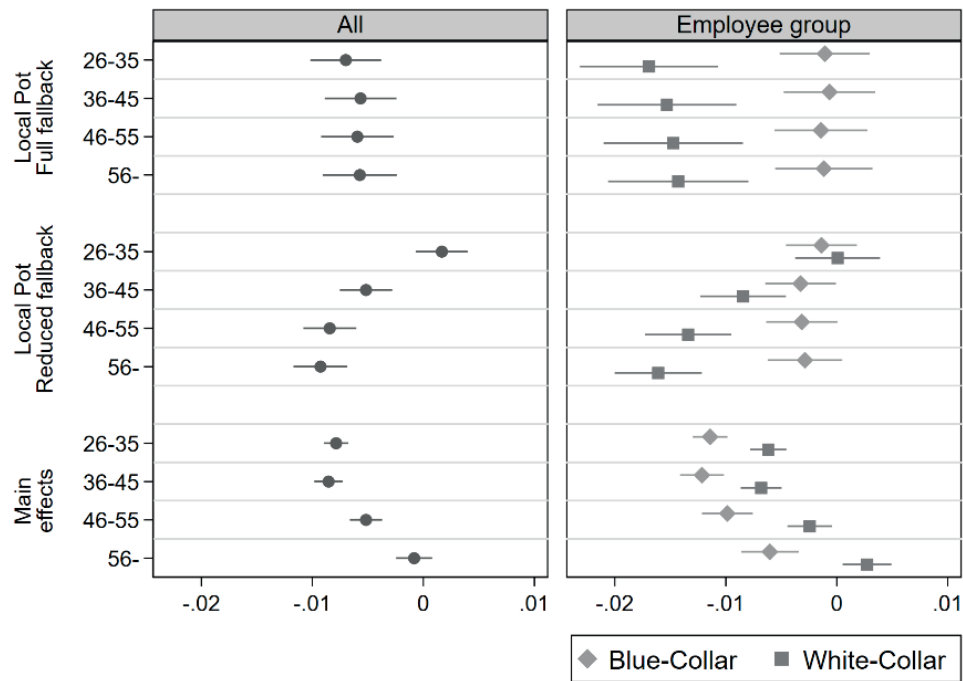 All
Employee group
Local Pot
Full fallback
26-35
36-45
46-55
56-
Local Pot
Reduced fallback
26-35
36-45
46-55
56-
Main
effects
26-35
36-45
46-55
56-
-.02 -.01 0 .01
-.02 -.01 0 .01
Blue-Collar White-Collar